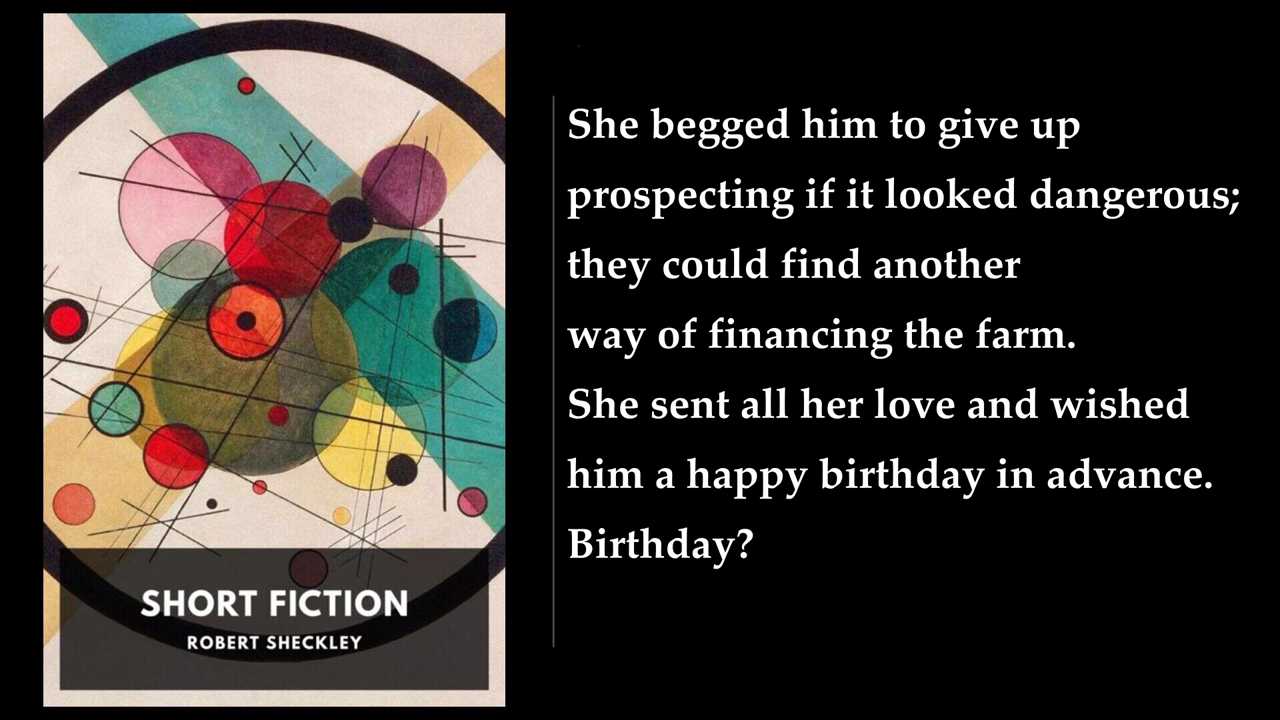 SHORT FICTION
ROBERT SHECKLEY
She begged him to give up
prospecting if it looked dangerous;
they could find another
way of financing the farm.
She sent all her love and wished
him a happy birthday in advance.
Birthday?